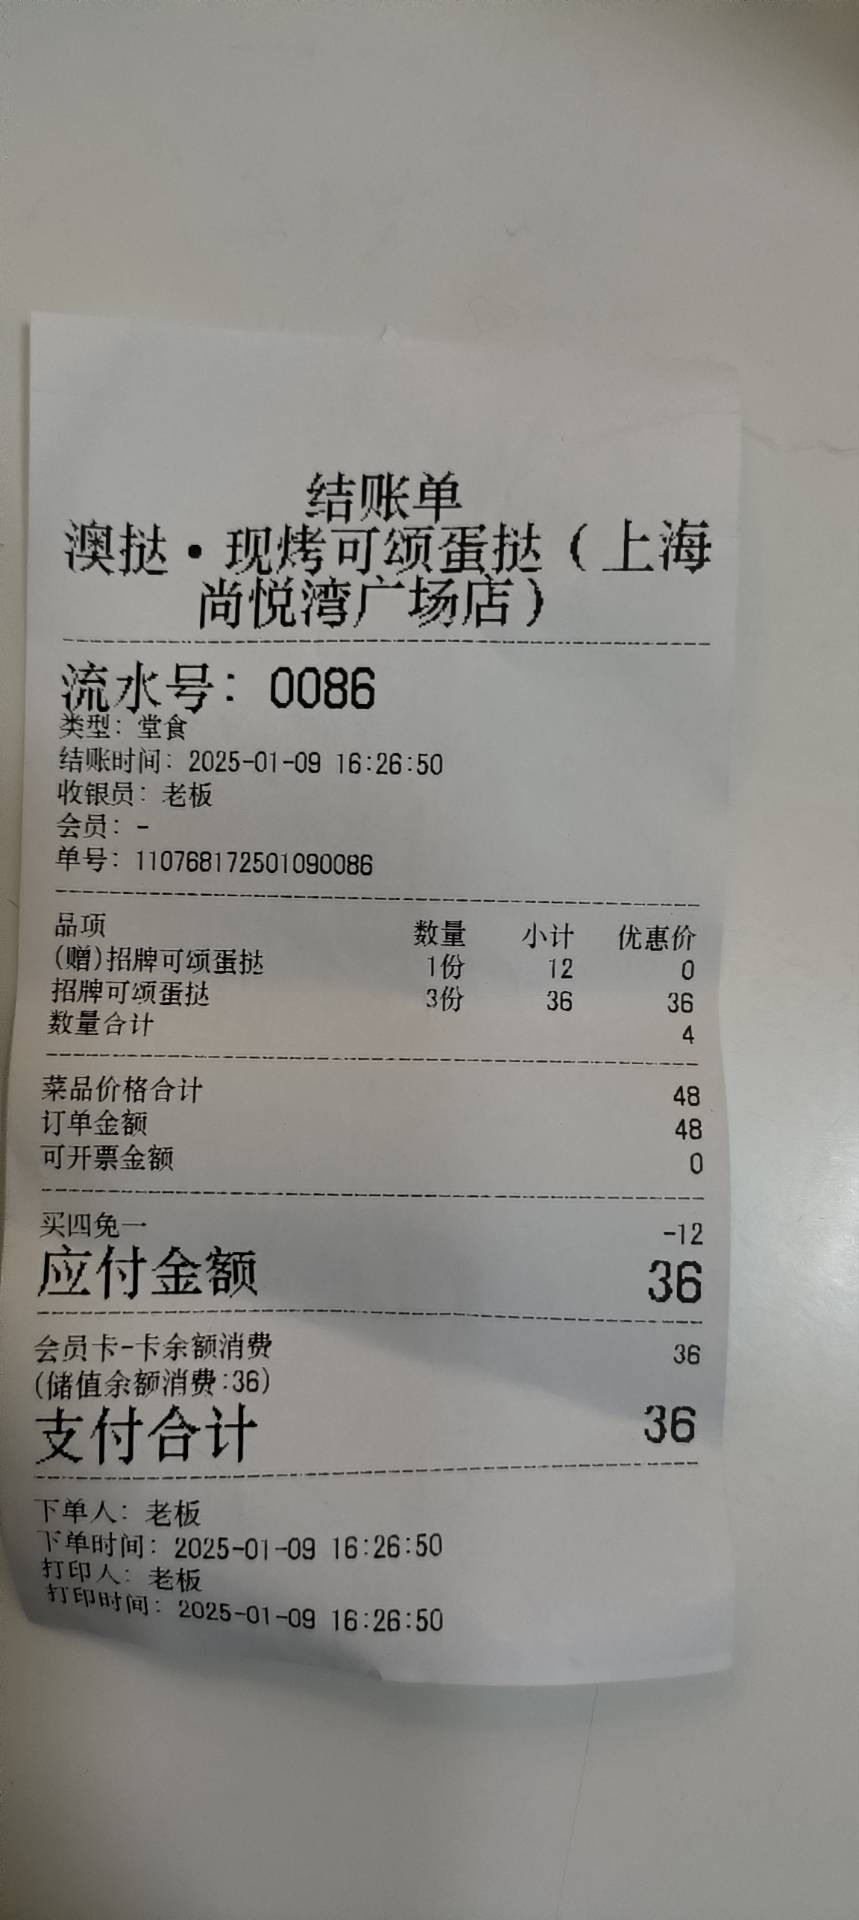 结账单
澳挞·现烤可颂蛋挞(上海
尚悦湾广场店)
流水号: 0086
类型: 堂食
结账时间: 2025-01-09 16:26:50
收银员: 老板
会员: -
单号: 110768172501090086
品项 数量 小计 优惠价
(赠)招牌可颂蛋挞 1份 12 0
招牌可颂蛋挞 3份 36 36
数量合计 4
菜品价格合计 48
订单金额 48
可开票金额 0
买四免一 -12
应付金额 36
会员卡-卡余额消费 36
(储值余额消费:36)
支付合计 36
下单人: 老板
下单时间: 2025-01-09 16:26:50
打印人: 老板
打印时间: 2025-01-09 16:26:50